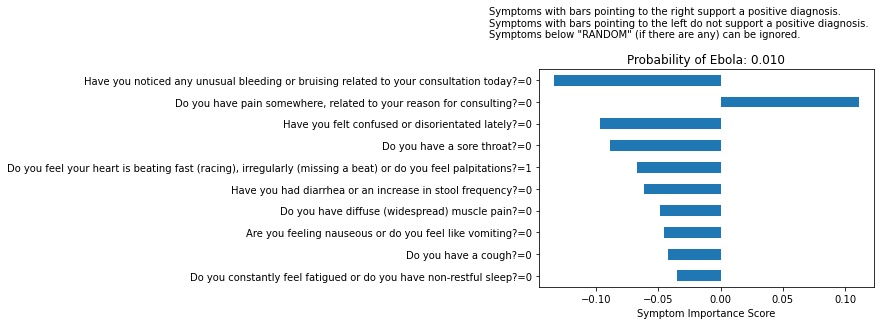 Symptoms with bars pointing to the right support a positive diagnosis.
Symptoms with bars pointing to the left do not support a positive diagnosis.
Symptoms below "RANDOM" (if there are any) can be ignored.
Probability of Ebola: 0.010
Have you noticed any unusual bleeding or bruising related to your consultation today?=0
Do you have pain somewhere, related to your reason for consulting?=0
Have you felt confused or disorientated lately?=0
Do you have a sore throat?=0
Do you feel your heart is beating fast (racing), irregularly (missing a beat) or do you feel palpitations?=1
Have you had diarrhea or an increase in stool frequency?=0
Do you have diffuse (widespread) muscle pain?=0
Are you feeling nauseous or do you feel like vomiting?=0
Do you have a cough?=0
Do you constantly feel fatigued or do you have non-restful sleep?=0
−0.10 −0.05 0.00 0.05 0.10
Symptom Importance Score